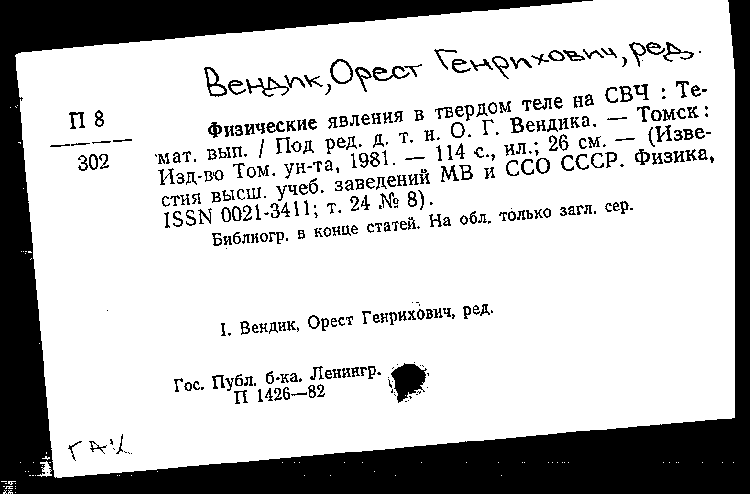 Вендик, Орест Генрихович, ред.
П 8
302
Физические явления в твердом теле на СВЧ : Те-
мат. вып. / Под ред. д. т. н. О. Г. Вендика. — Томск :
Изд-во Том. ун-та, 1981. — 114 с., ил.; 26 см. — (Изве-
стия высш. учеб. заведений МВ и ССО СССР. Физика,
ISSN 0021-3411; т. 24 № 8).
Библиогр. в конце статей. На обл. только загл. сер.
I. Вендик, Орест Генрихович, ред.
Гос. Публ. б-ка. Ленингр.
П 1426—82